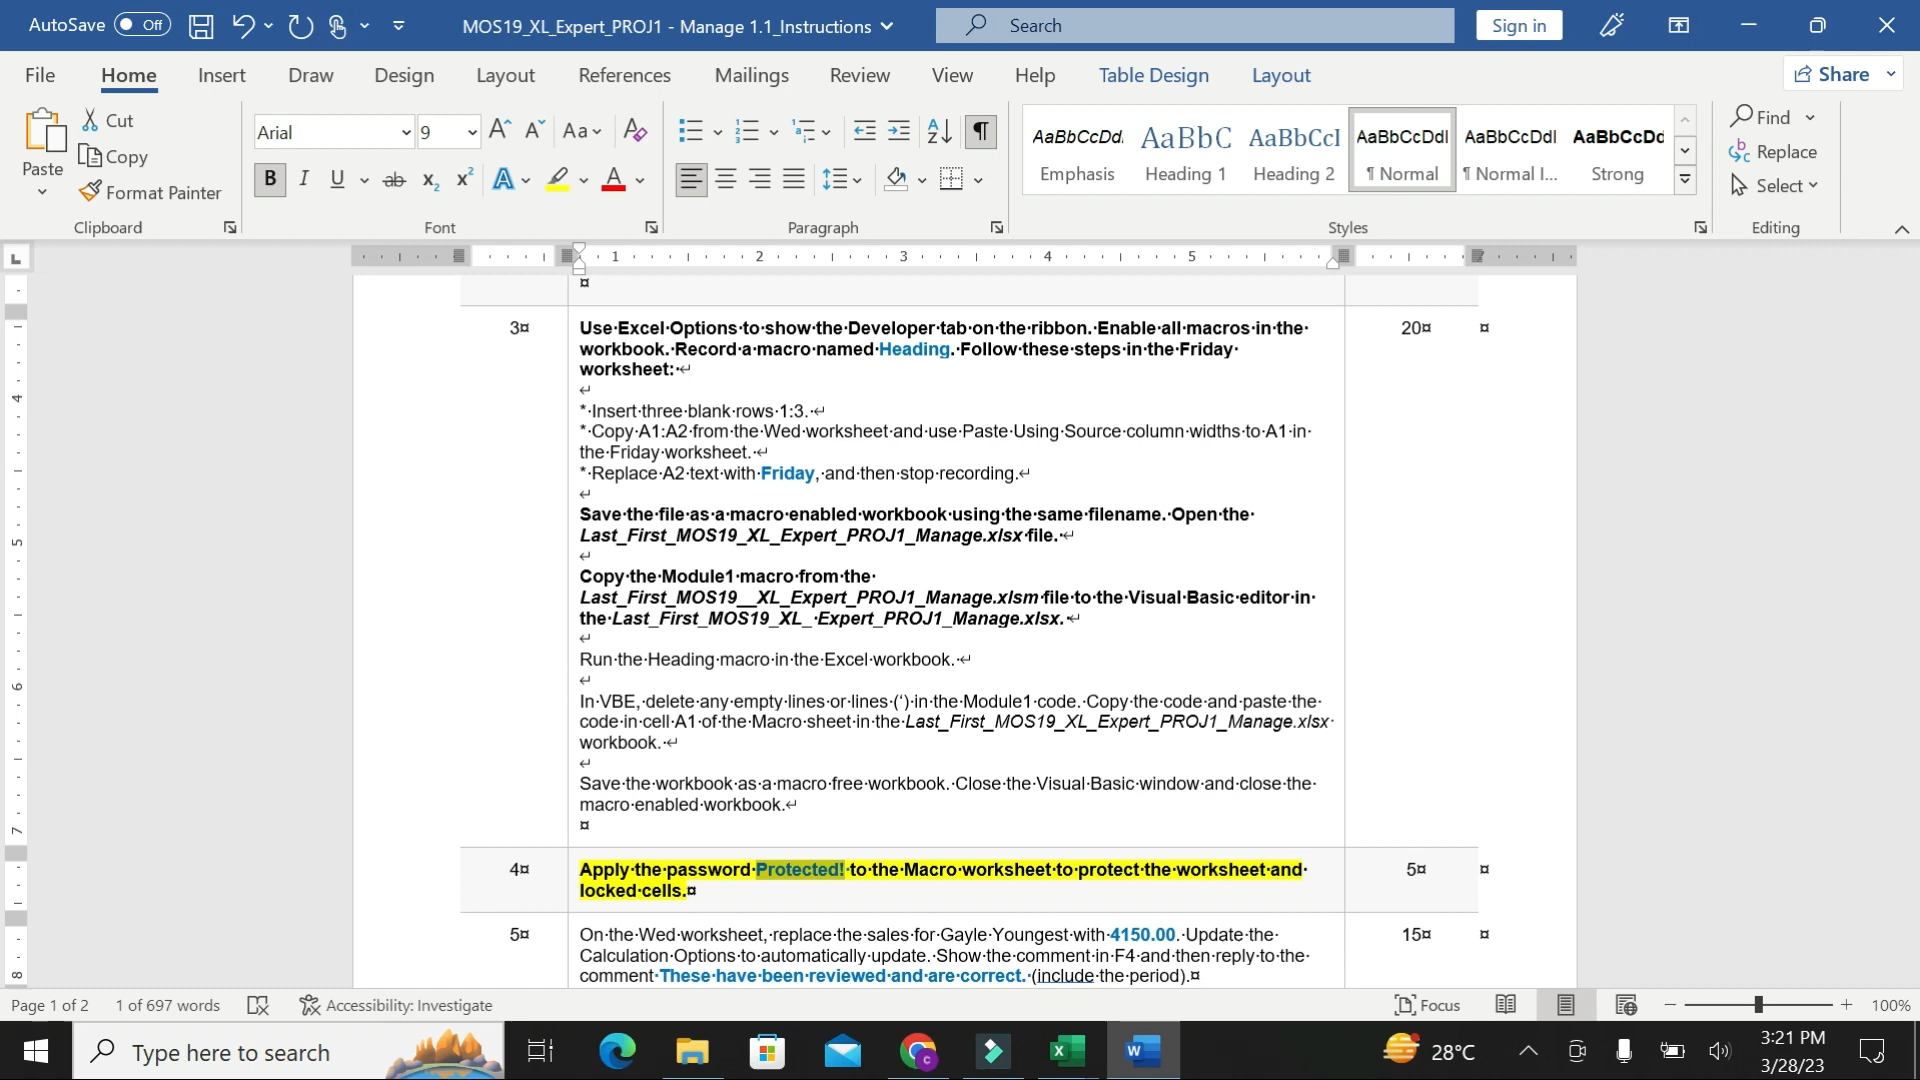 AutoSave Off
MOS19_XL_Expert_PROJ1 - Manage 1.1_Instructions
Search
Sign in
File Home Insert Draw Design Layout References Mailings Review View Help Table Design Layout
Share
Paste
Cut
Copy
Format Painter
Clipboard
Arial 9
Font
Paragraph
AaBbCcDd AaBbC AaBbCcI AaBbCcDdI AaBbCcDdI AaBbCcDd
Emphasis Heading 1 Heading 2 ¶ Normal ¶ Normal I... Strong
Styles
Find
Replace
Select
Editing
1 2 3 4 5 7
¤
3¤
Use·Excel·Options·to·show·the·Developer·tab·on·the·ribbon.·Enable·all·macros·in·the·
workbook.·Record·a·macro·named·Heading.·Follow·these·steps·in·the·Friday·
worksheet:·↵
↵
*·Insert·three·blank·rows·1:3.·↵
*·Copy·A1:A2·from·the·Wed·worksheet·and·use·Paste·Using·Source·column·widths·to·A1·in·
the·Friday·worksheet.·↵
*·Replace·A2·text·with·Friday,·and·then·stop·recording.↵
↵
Save·the·file·as·a·macro·enabled·workbook·using·the·same·filename.·Open·the·
Last_First_MOS19_XL_Expert_PROJ1_Manage.xlsx·file.·↵
↵
Copy·the·Module1·macro·from·the·
Last_First_MOS19__XL_Expert_PROJ1_Manage.xlsm·file·to·the·Visual·Basic·editor·in·
the·Last_First_MOS19_XL_·Expert_PROJ1_Manage.xlsx.·↵
↵
Run·the·Heading·macro·in·the·Excel·workbook.·↵
↵
In·VBE,·delete·any·empty·lines·or·lines·(‘)·in·the·Module1·code.·Copy·the·code·and·paste·the·
code·in·cell·A1·of·the·Macro·sheet·in·the·Last_First_MOS19_XL_Expert_PROJ1_Manage.xlsx·
workbook.·↵
↵
Save·the·workbook·as·a·macro·free·workbook.·Close·the·Visual·Basic·window·and·close·the·
macro·enabled·workbook.↵
¤
20¤ ¤
4¤
Apply·the·password·Protected!·to·the·Macro·worksheet·to·protect·the·worksheet·and·
locked·cells.¤
5¤ ¤
5¤
On·the·Wed·worksheet,·replace·the·sales·for·Gayle·Youngest·with·4150.00.·Update·the·
Calculation·Options·to·automatically·update.·Show·the·comment·in·F4·and·then·reply·to·the·
comment·These·have·been·reviewed·and·are·correct.·(include·the·period).¤
15¤ ¤
4
5
6
7
8
Page 1 of 2 1 of 697 words Accessibility: Investigate Focus 100%
Type here to search
28°C
3:21 PM
3/28/23